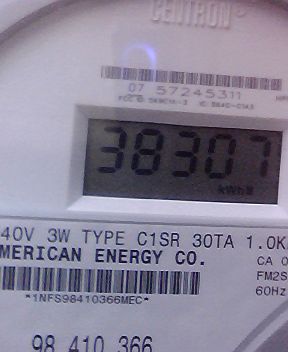 CENTRON®
07 57245311
38307
kWh
40V 3W TYPE C1SR 30TA 1.0K
MERICAN ENERGY CO.
CA 0
FM2S
60Hz
*1NFS98410366MEC*
98 410 366